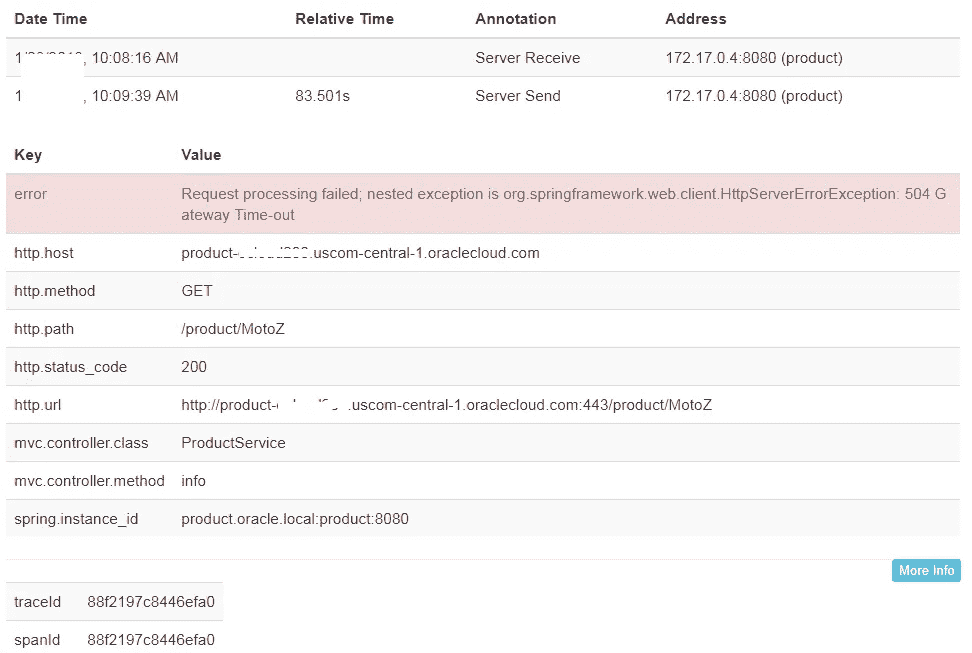 Date Time Relative Time Annotation Address
1 , 10:08:16 AM Server Receive 172.17.0.4:8080 (product)
1 , 10:09:39 AM 83.501s Server Send 172.17.0.4:8080 (product)
Key Value
error Request processing failed; nested exception is org.springframework.web.client.HttpServerErrorException: 504 G
ateway Time-out
http.host product- .uscom-central-1.oraclecloud.com
http.method GET
http.path /product/MotoZ
http.status_code 200
http.url http://product- .uscom-central-1.oraclecloud.com:443/product/MotoZ
mvc.controller.class ProductService
mvc.controller.method info
spring.instance_id product.oracle.local:product:8080
More Info
traceId 88f2197c8446efa0
spanId 88f2197c8446efa0